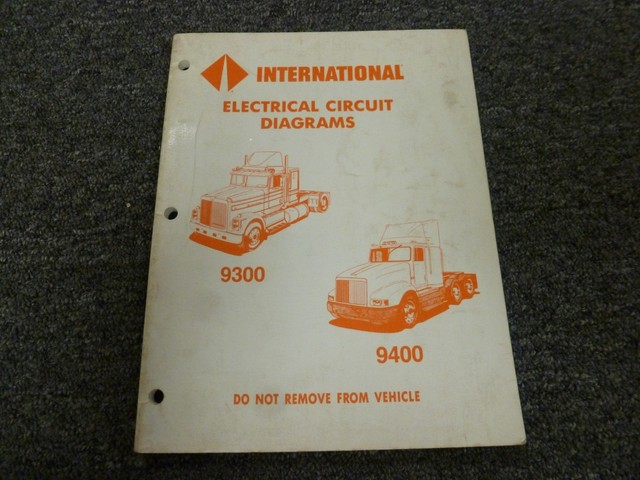 INTERNATIONAL
ELECTRICAL CIRCUIT
DIAGRAMS
9300
9400
DO NOT REMOVE FROM VEHICLE